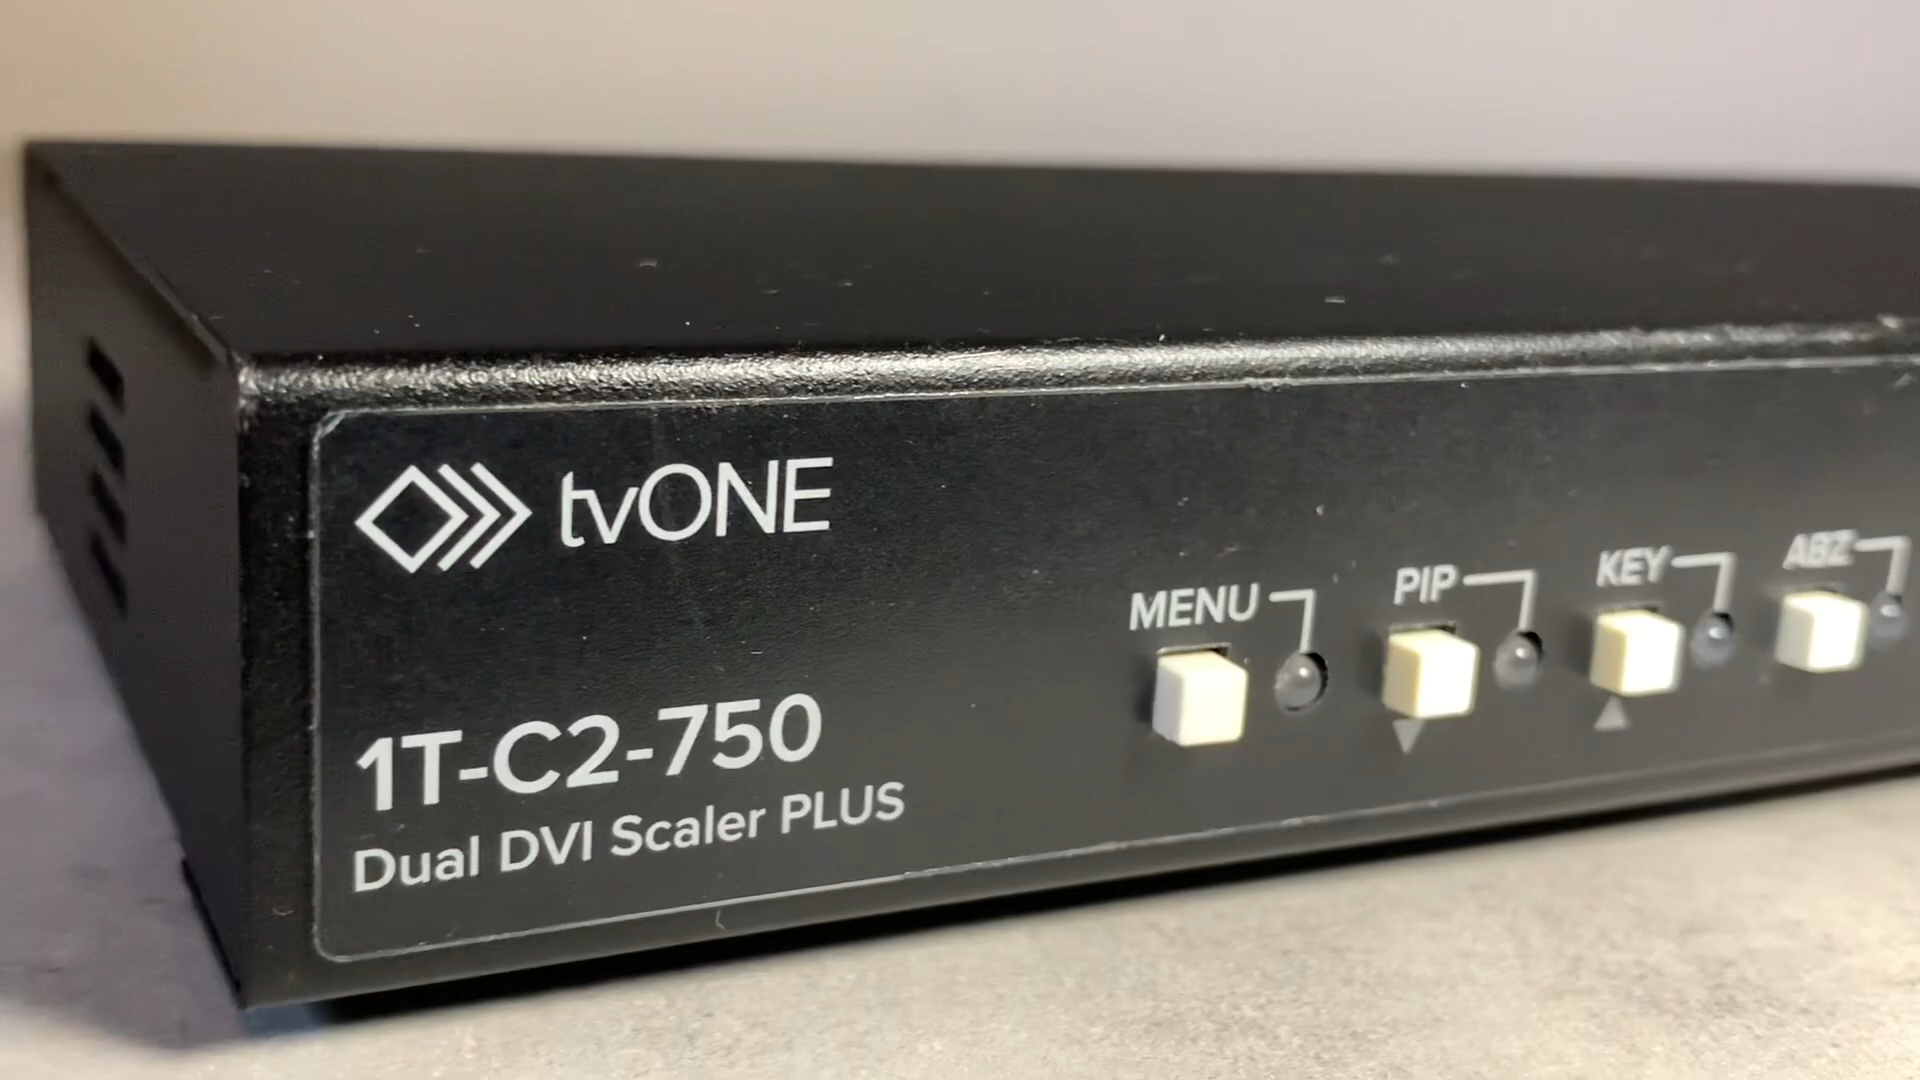 tvONE
MENU
PIP
KEY
ABZ
1T-C2-750
Dual DVI Scaler PLUS